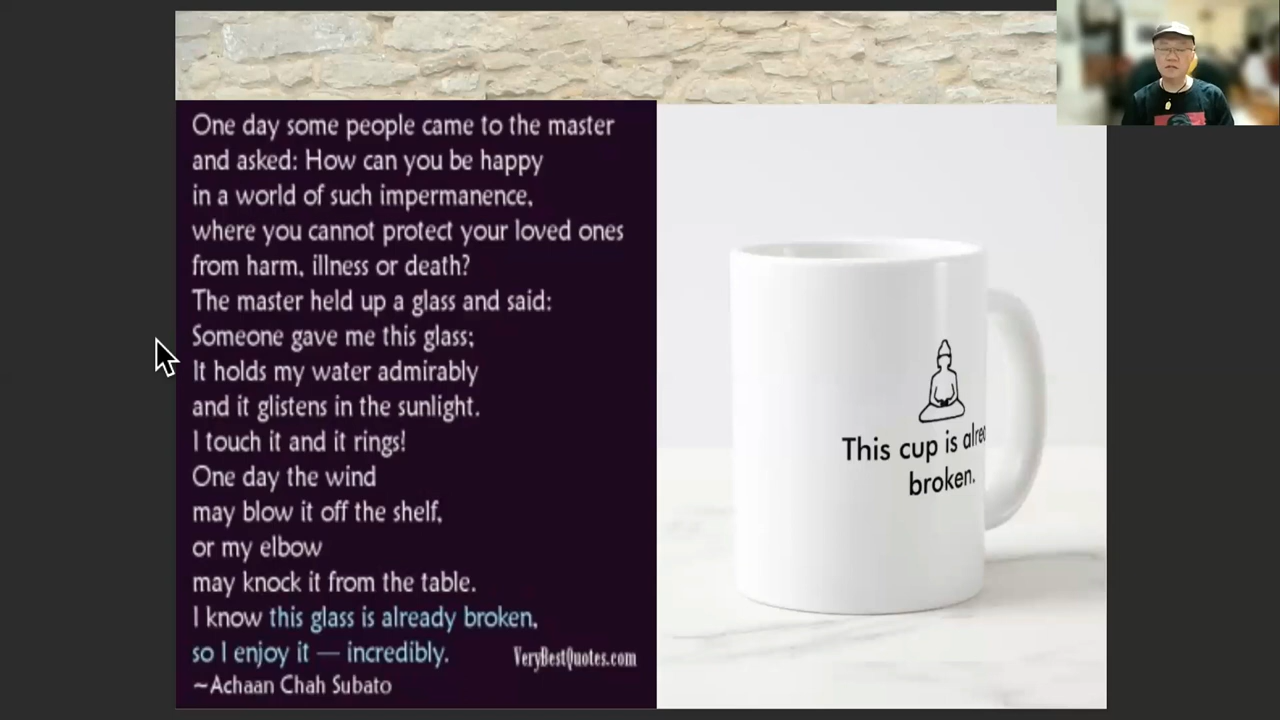 One day some people came to the master
and asked: How can you be happy
in a world of such impermanence,
where you cannot protect your loved ones
from harm, illness or death?
The master held up a glass and said:
Someone gave me this glass;
It holds my water admirably
and it glistens in the sunlight.
I touch it and it rings!
One day the wind
may blow it off the shelf,
or my elbow
may knock it from the table.
I know this glass is already broken,
so I enjoy it — incredibly.
VeryBestQuotes.com
~Achaan Chah Subato
This cup is alrea
broken.